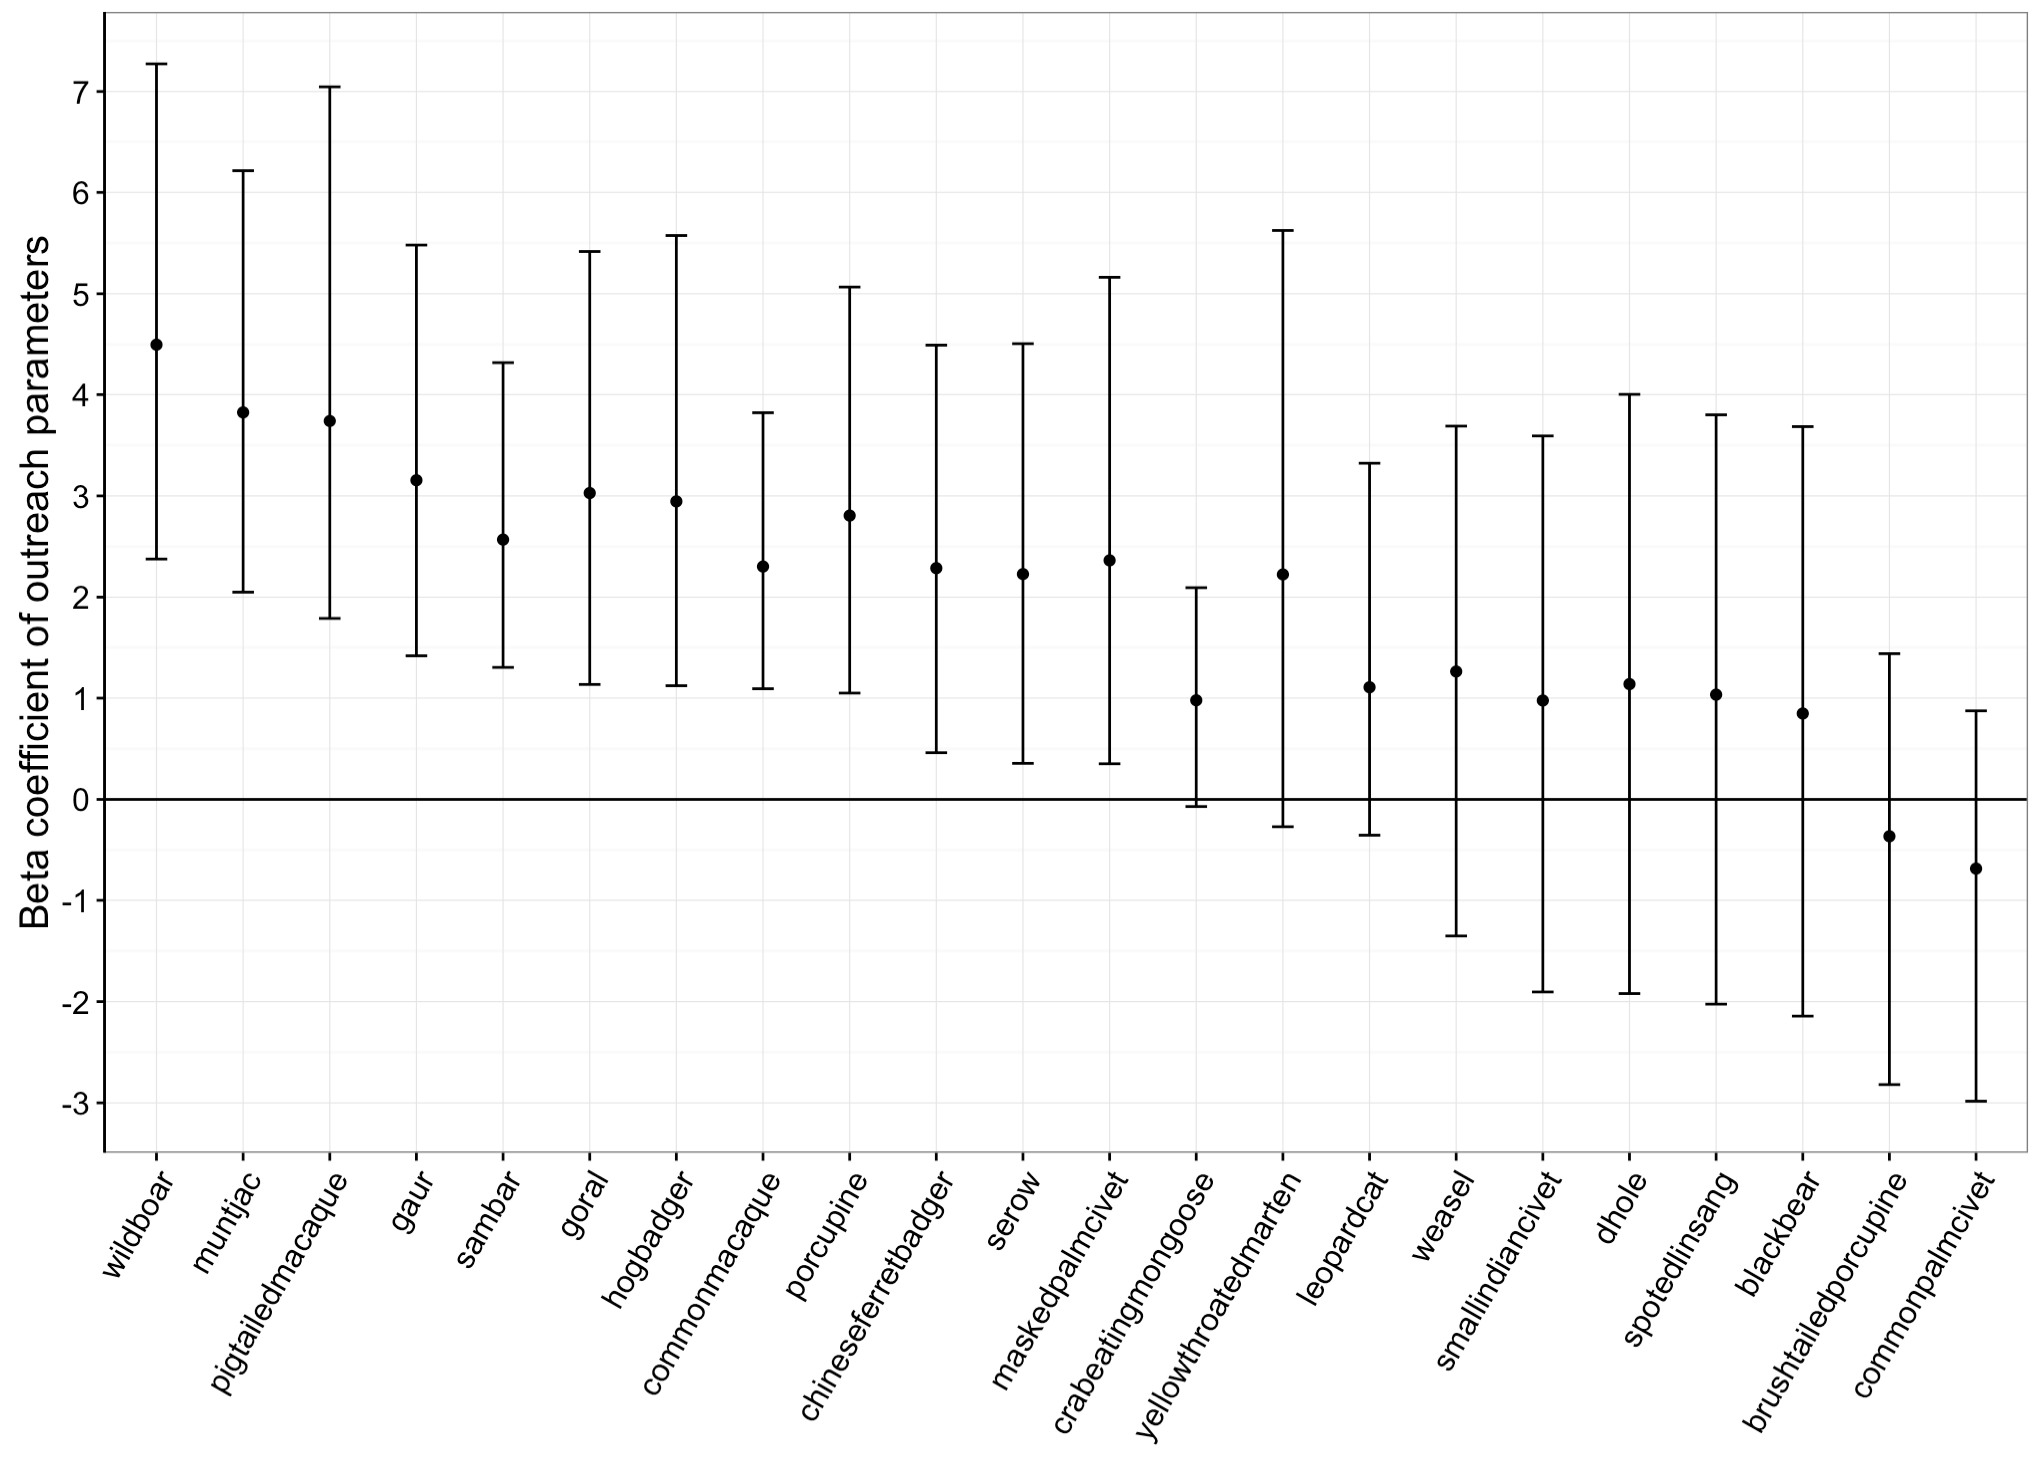 Beta coefficient of outreach parameters
7
6
5
4
3
2
1
0
-1
-2
-3
wildboar
muntjac
pigtailedmacaque
gaur
sambar
goral
hogbadger
commonmacaque
porcupine
chineseferretbadger
serow
maskedpalmcivet
crabeatingmongoose
yellowthroatedmarten
leopardcat
weasel
smallindiancivet
dhole
spotedlinsang
blackbear
brushtailedporcupine
commonpalmcivet